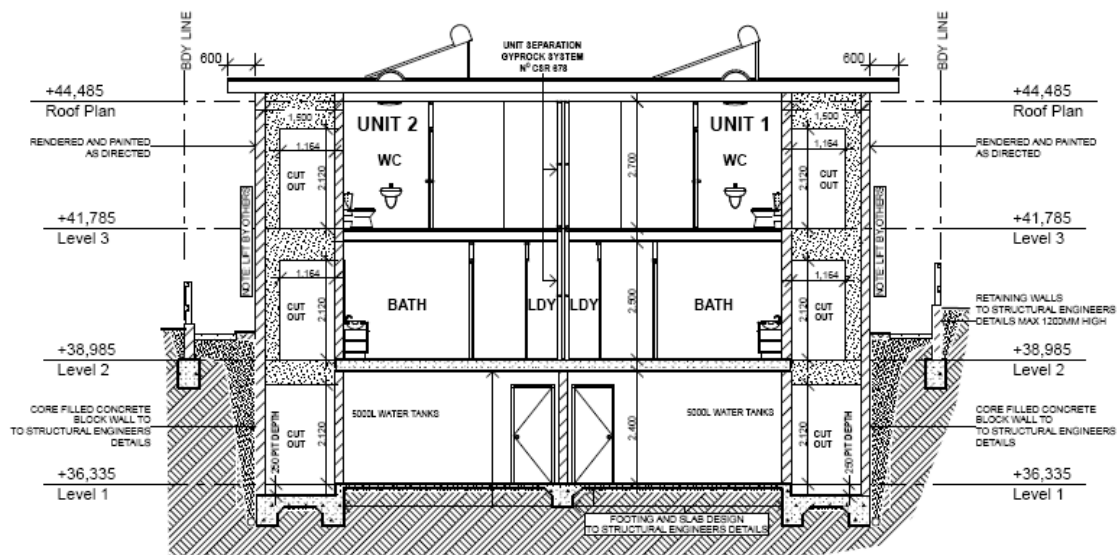 BDY LINE
BDY LINE
600
600
UNIT SEPARATION
GYPROCK SYSTEM
Nº CSR 678
+44,485
Roof Plan
+44,485
Roof Plan
1,500
1,500
UNIT 2
UNIT 1
RENDERED AND PAINTED
AS DIRECTED
RENDERED AND PAINTED
AS DIRECTED
1,164
1,164
WC
WC
CUT
OUT
2,120
2,700
2,120
CUT
OUT
+41,785
Level 3
+41,785
Level 3
NOTE: LIFT BY OTHERS
NOTE: LIFT BY OTHERS
1,164
1,164
CUT
OUT
2,120
BATH
LDY
LDY
2,500
BATH
2,120
CUT
OUT
RETAINING WALLS
TO STRUCTURAL ENGINEERS
DETAILS MAX 1200MM HIGH
+38,985
Level 2
+38,985
Level 2
CORE FILLED CONCRETE
BLOCK WALL TO
TO STRUCTURAL ENGINEERS
DETAILS
CORE FILLED CONCRETE
BLOCK WALL TO
TO STRUCTURAL ENGINEERS
DETAILS
5000L WATER TANKS
5000L WATER TANKS
CUT
OUT
2,120
2,400
2,120
CUT
OUT
250 PIT DEPTH
250 PIT DEPTH
+36,335
Level 1
+36,335
Level 1
FOOTING AND SLAB DESIGN
TO STRUCTURAL ENGINEERS DETAILS